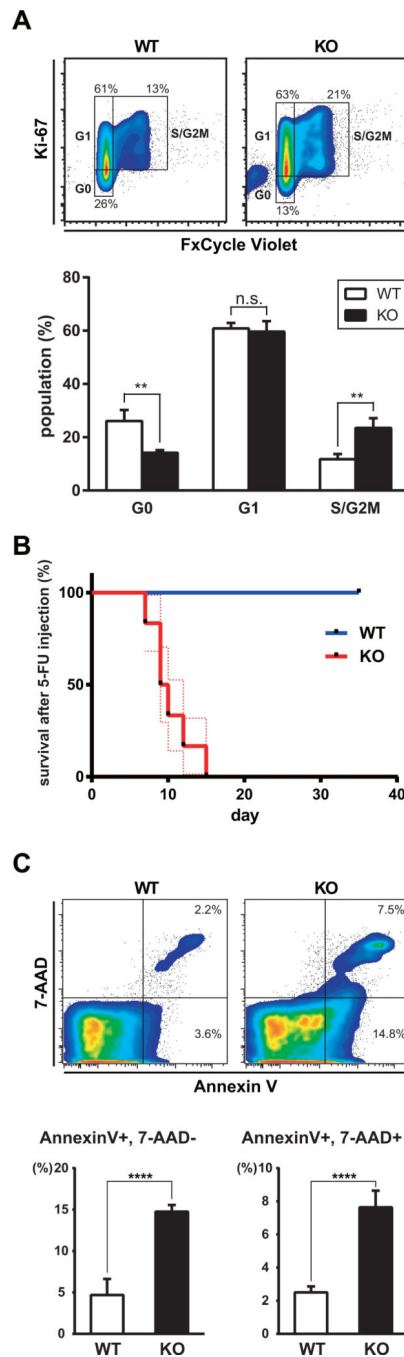 A
WT
KO
61%
13%
63%
21%
G1
S/G2M
G1
S/G2M
G0
G0
26%
13%
Ki-67
FxCycle Violet
80
60
40
20
0
population (%)
n.s.
**
**
WT
KO
G0
G1
S/G2M
B
100
50
0
survival after 5-FU injection (%)
WT
KO
0
10
20
30
40
day
C
WT
KO
2.2%
7.5%
3.6%
14.8%
7-AAD
Annexin V
AnnexinV+, 7-AAD-
(%)
20
15
10
5
0
****
WT
KO
AnnexinV+, 7-AAD+
(%)
10
8
6
4
2
0
****
WT
KO